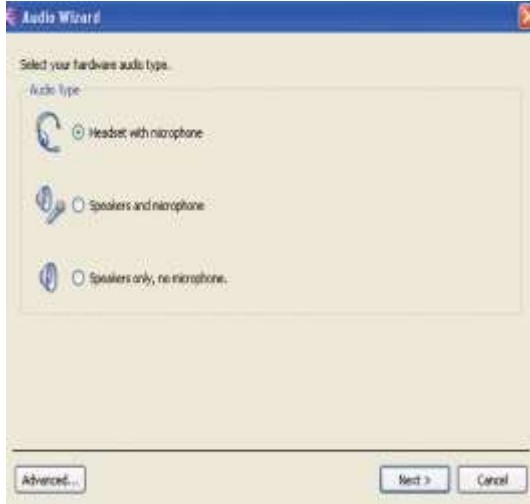 Audio Wizard
Select your hardware audio type.
Audio Type
Headset with microphone
Speakers and microphone
Speakers only, no microphone.
Advanced...
Next >
Cancel